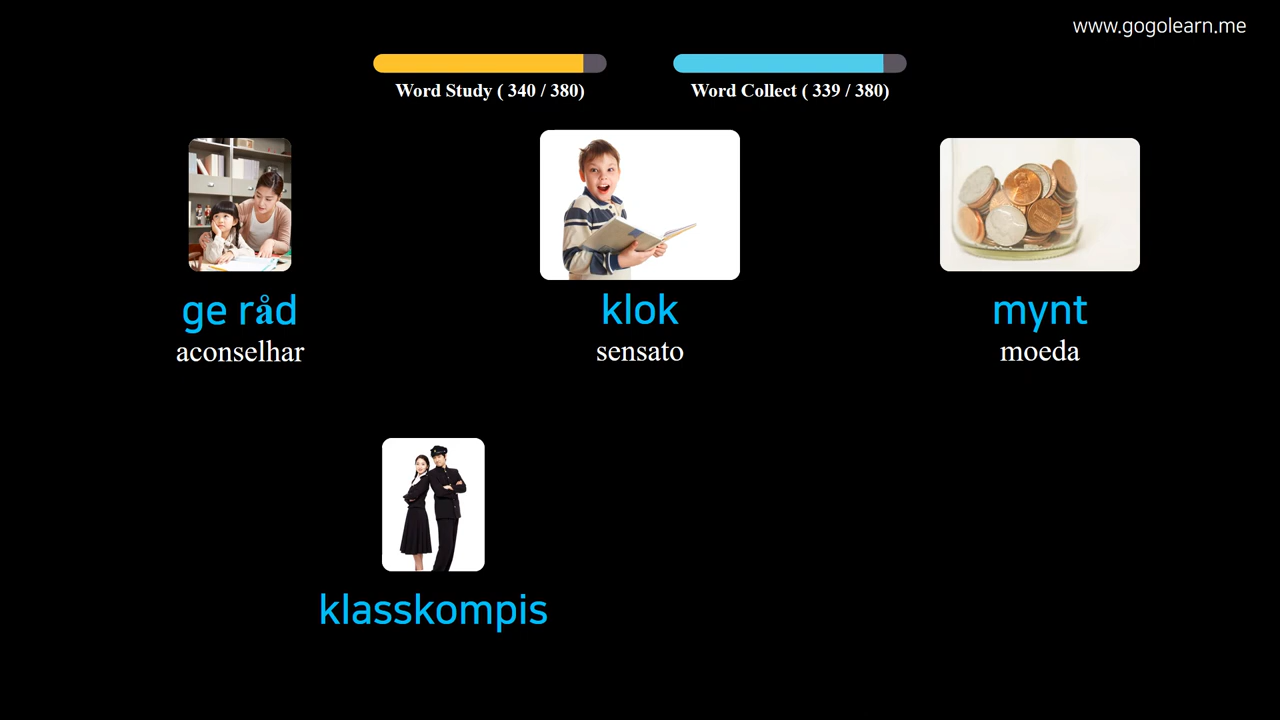 www.gogolearn.me
Word Study ( 340 / 380)
Word Collect ( 339 / 380)
ge råd
klok
mynt
aconselhar
sensato
moeda
klasskompis